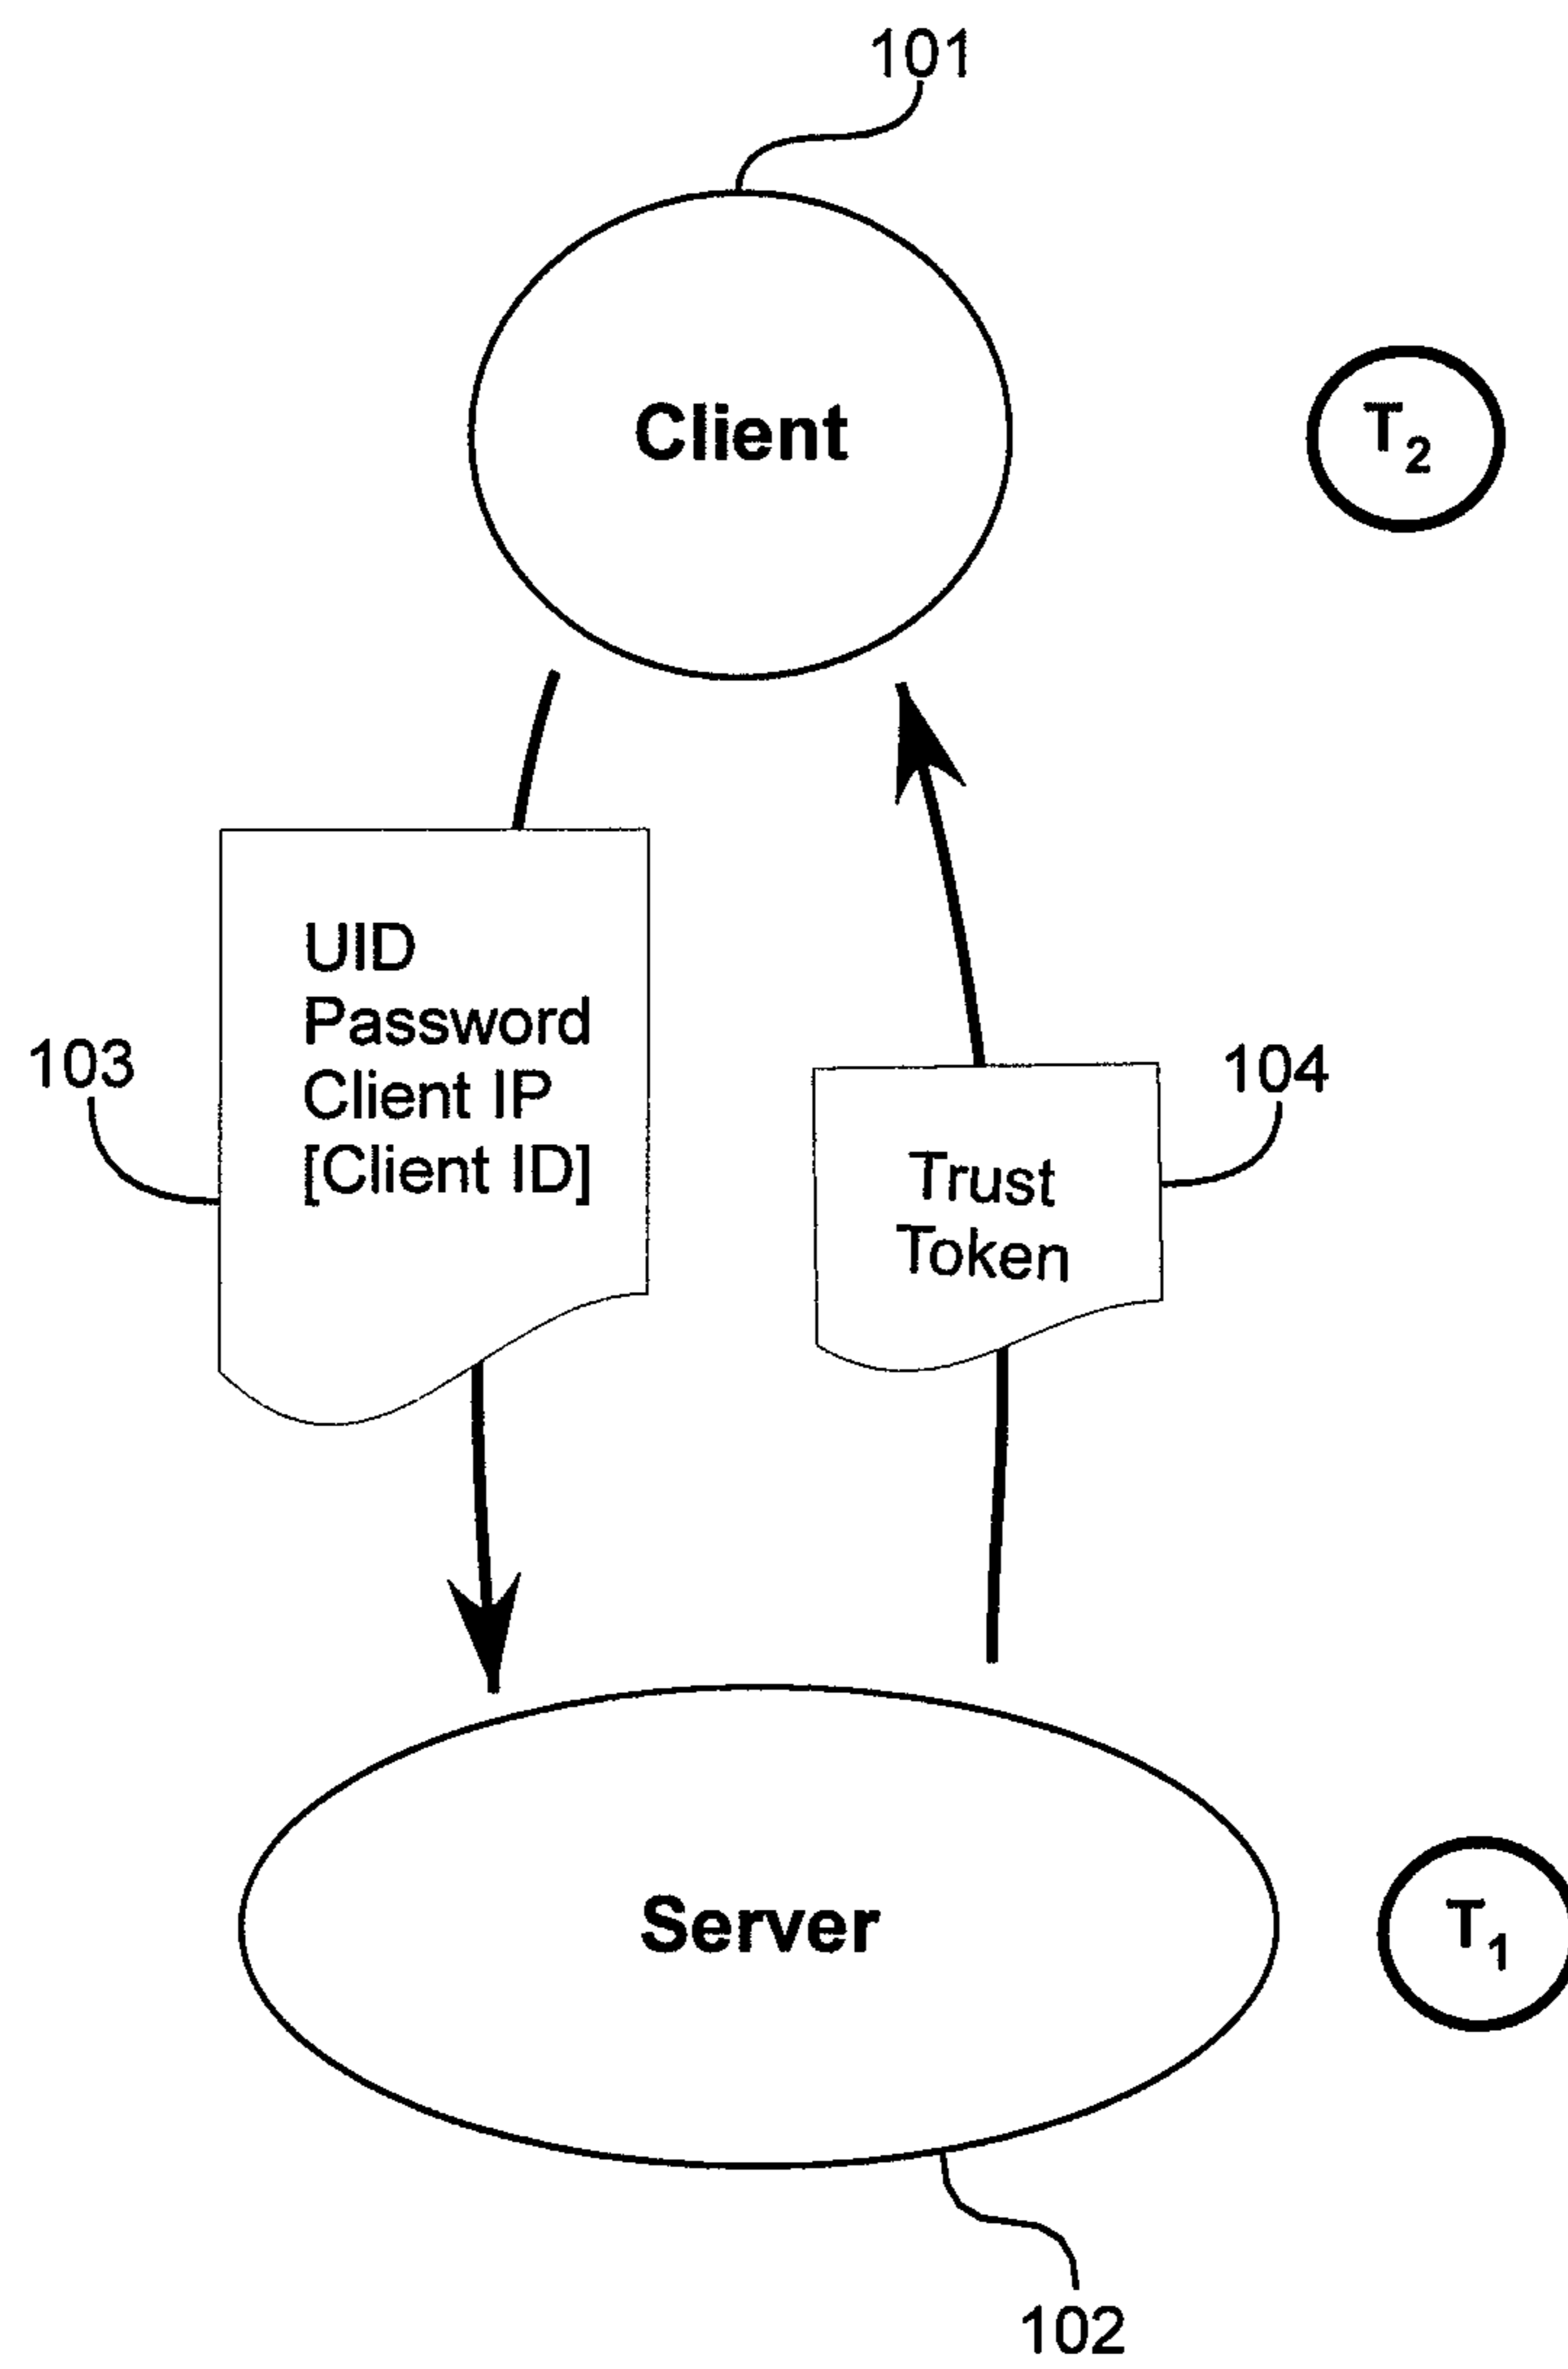 101
Client
T2
UID
Password
Client IP
[Client ID]
103
104
Trust
Token
Server
T1
102